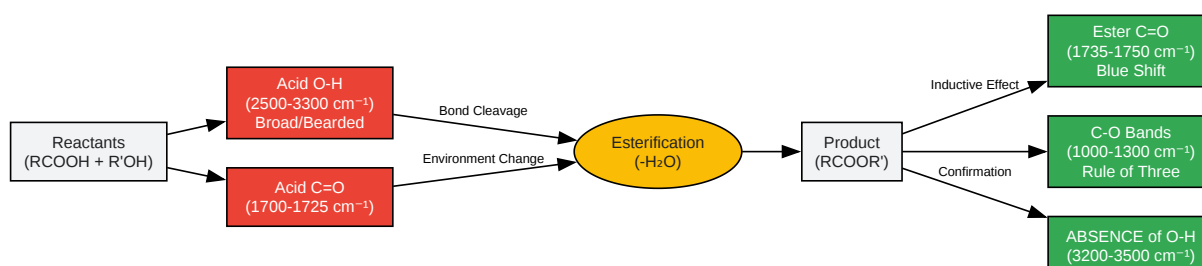 Reactants
(RCOOH + R'OH)
Acid O-H
(2500-3300 cm⁻¹)
Broad/Bearded
Acid C=O
(1700-1725 cm⁻¹)
Bond Cleavage
Environment Change
Esterification
(-H₂O)
Product
(RCOOR')
Inductive Effect
Confirmation
Ester C=O
(1735-1750 cm⁻¹)
Blue Shift
C-O Bands
(1000-1300 cm⁻¹)
Rule of Three
ABSENCE of O-H
(3200-3500 cm⁻¹)